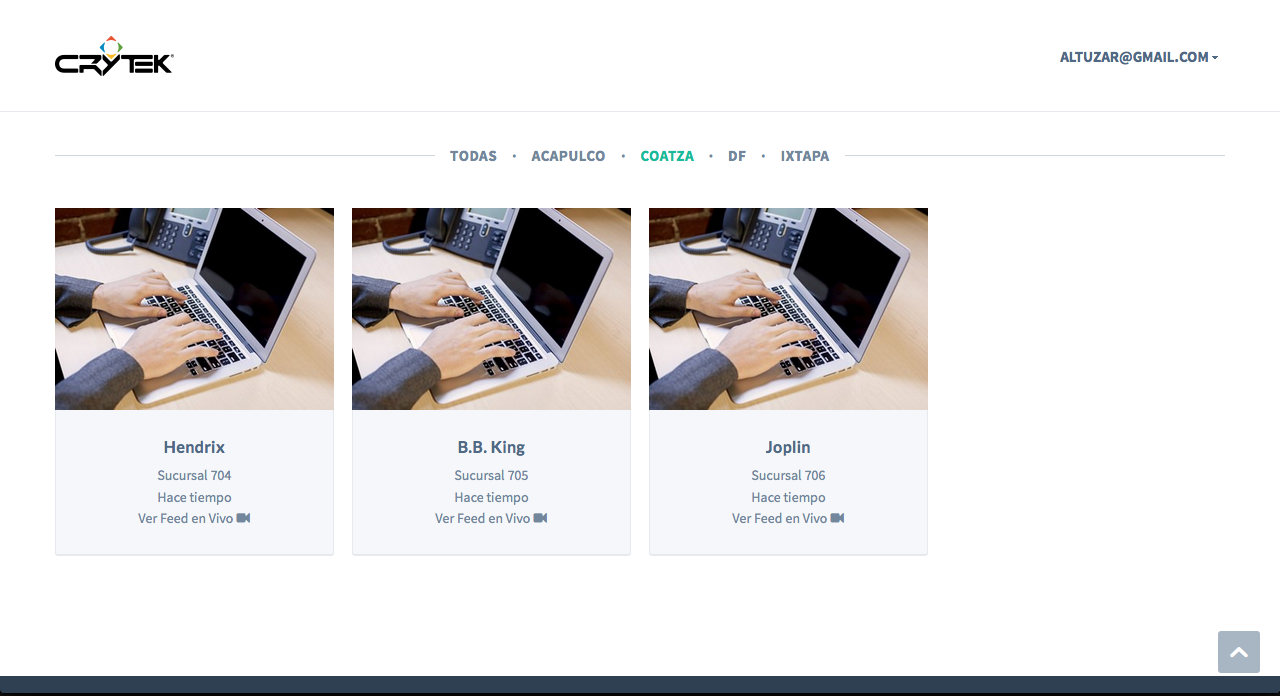 CRYTEK
ALTUZAR@GMAIL.COM
TODAS • ACAPULCO • COATZA • DF • IXTAPA
Hendrix
Sucursal 704
Hace tiempo
Ver Feed en Vivo
B.B. King
Sucursal 705
Hace tiempo
Ver Feed en Vivo
Joplin
Sucursal 706
Hace tiempo
Ver Feed en Vivo